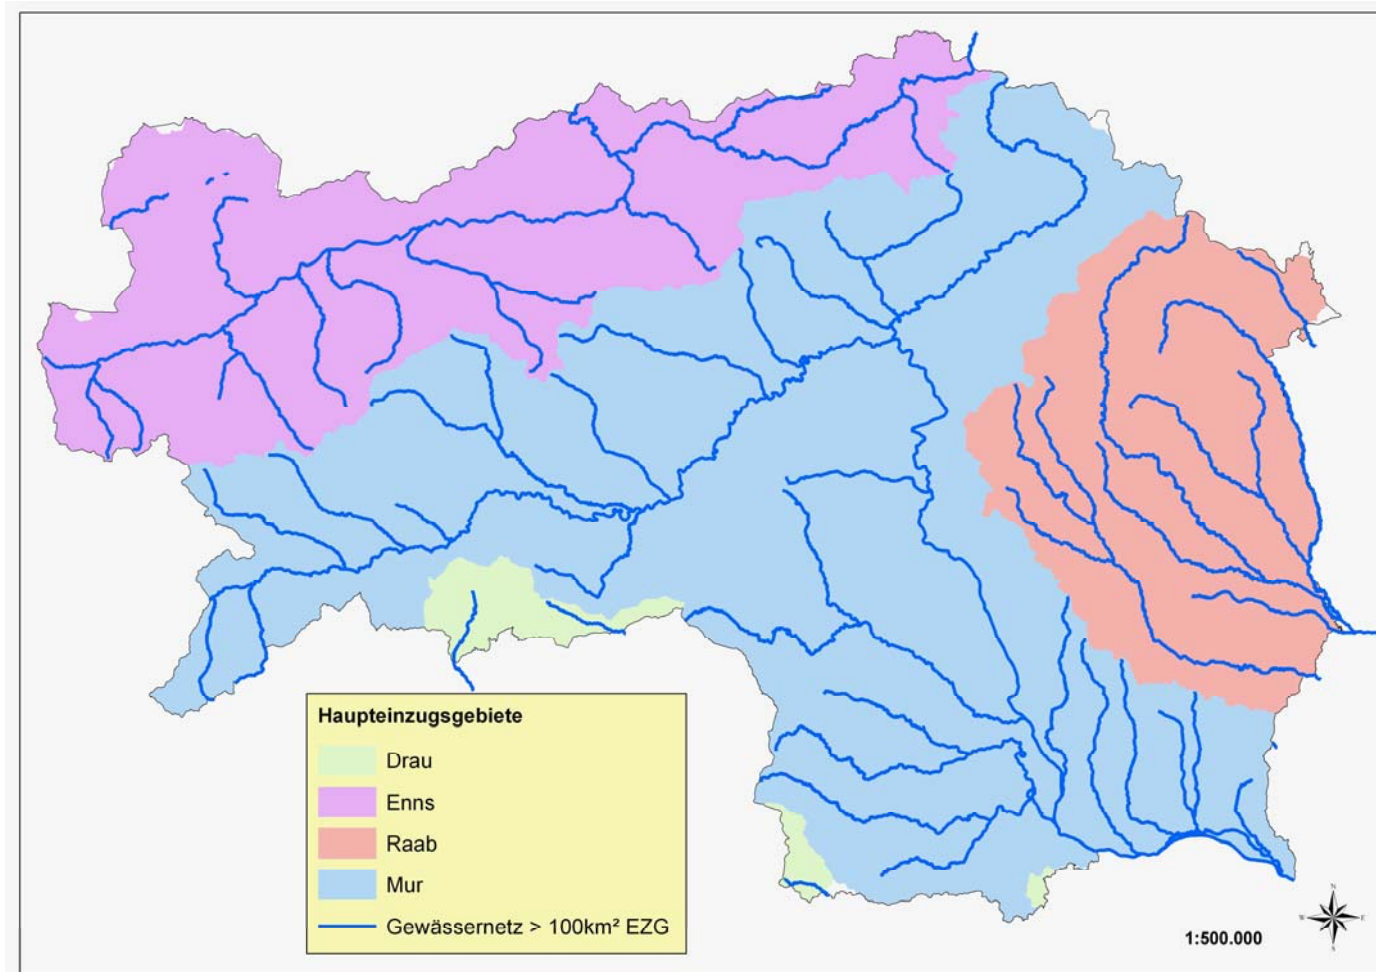 Haupteinzugsgebiete
Drau
Enns
Raab
Mur
Gewässernetz > 100km² EZG
1:500.000
N
W
E
S